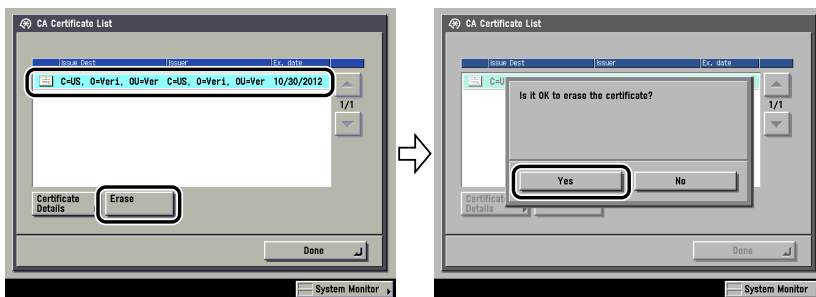 CA Certificate List
Issue Dest Issuer Ex. date
C=US, O=Veri, OU=Ver C=US, O=Veri, OU=Ver 10/30/2012
1/1
Certificate
Details
Erase
Done
System Monitor
CA Certificate List
Issue Dest Issuer Ex. date
C=U
Is it OK to erase the certificate?
1/1
Yes No
Certificat
Details
Done
System Monitor